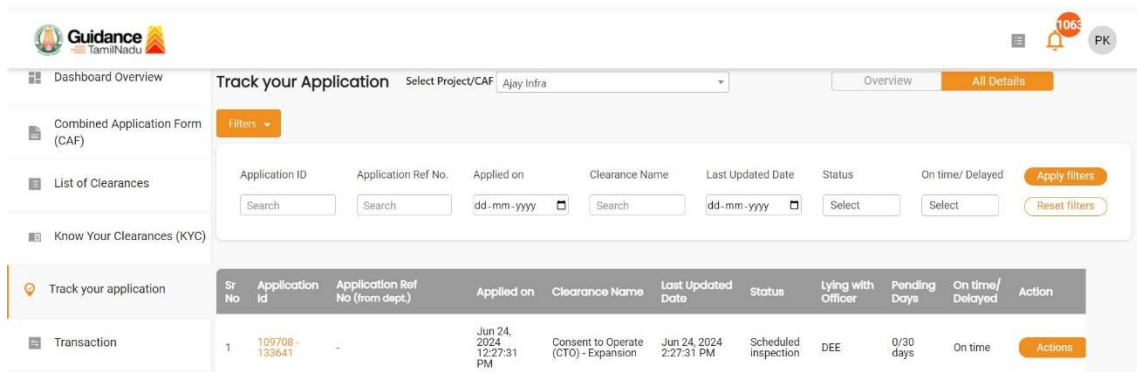 Guidance
TamilNadu
1063
PK
Dashboard Overview
Track your Application
Select Project/CAF
Ajay Infra
Overview
All Details
Combined Application Form
(CAF)
Filters
List of Clearances
Application ID
Application Ref No.
Applied on
Clearance Name
Last Updated Date
Status
On time/ Delayed
Apply filters
Search
Search
dd-mm-yyyy
Search
dd-mm-yyyy
Select
Select
Reset filters
Know Your Clearances (KYC)
Track your application
Sr
No
Application
Id
Application Ref
No (from dept.)
Applied on
Clearance Name
Last Updated
Date
Status
Lying with
Officer
Pending
Days
On time/
Delayed
Action
Transaction
1
109708 -
133641
-
Jun 24,
2024
12:27:31
PM
Consent to Operate
(CTO) - Expansion
Jun 24, 2024
2:27:31 PM
Scheduled
inspection
DEE
0/30
days
On time
Actions